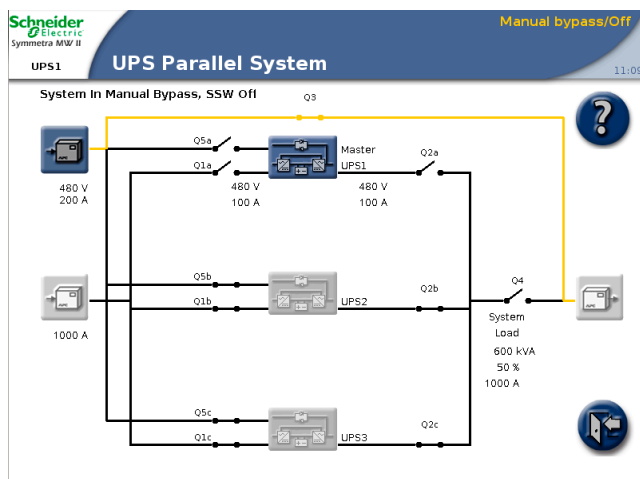 Schneider
Electric
Symmetra MW II
UPS1
UPS Parallel System
Manual bypass/Off
11:09
System In Manual Bypass, SSW Off
Q3
Q5a
Master
Q2a
Q1a
UPS1
480 V
200 A
480 V
100 A
480 V
100 A
Q5b
Q1b
UPS2
Q2b
Q4
1000 A
System
Load
600 kVA
50 %
1000 A
Q5c
Q1c
UPS3
Q2c